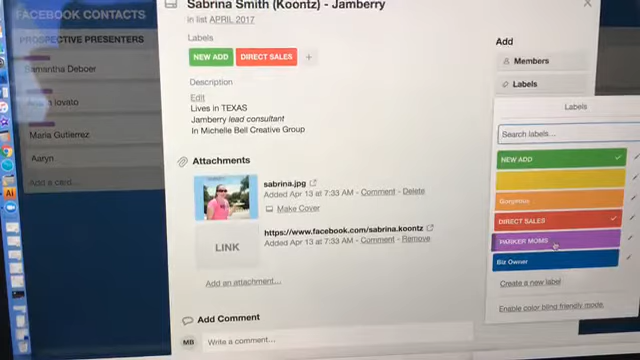 FACEBOOK CONTACTS
PROSPECTIVE PRESENTERS
Samantha Deboer
lovato
Maria Gutierrez
Aaryn
Add a card...
Sabrina Smith (Koontz) - Jamberry
in list APRIL 2017
Labels
NEW ADD
DIRECT SALES
+
Description
Edit
Lives in TEXAS
Jamberry lead consultant
In Michelle Bell Creative Group
Attachments
sabrina.jpg
Added Apr 13 at 7:33 AM - Comment - Delete
Make Cover
LINK
https://www.facebook.com/sabrina.koontz
Added Apr 13 at 7:33 AM - Comment - Remove
Add an attachment...
Add Comment
MB
Write a comment...
Add
Members
Labels
Labels
Search labels...
NEW ADD
Gorgeous
DIRECT SALES
PARKER MOMS
Biz Owner
Create a new label
Enable color blind friendly mode.
Ai